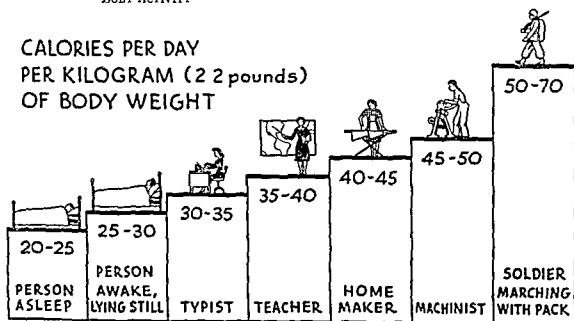 CALORIES PER DAY
PER KILOGRAM (2 2 pounds)
OF BODY WEIGHT
50-70
45-50
40-45
35-40
30-35
25-30
20-25
PERSON
ASLEEP
PERSON
AWAKE,
LYING STILL
TYPIST
TEACHER
HOME
MAKER
MACHINIST
SOLDIER
MARCHING
WITH PACK